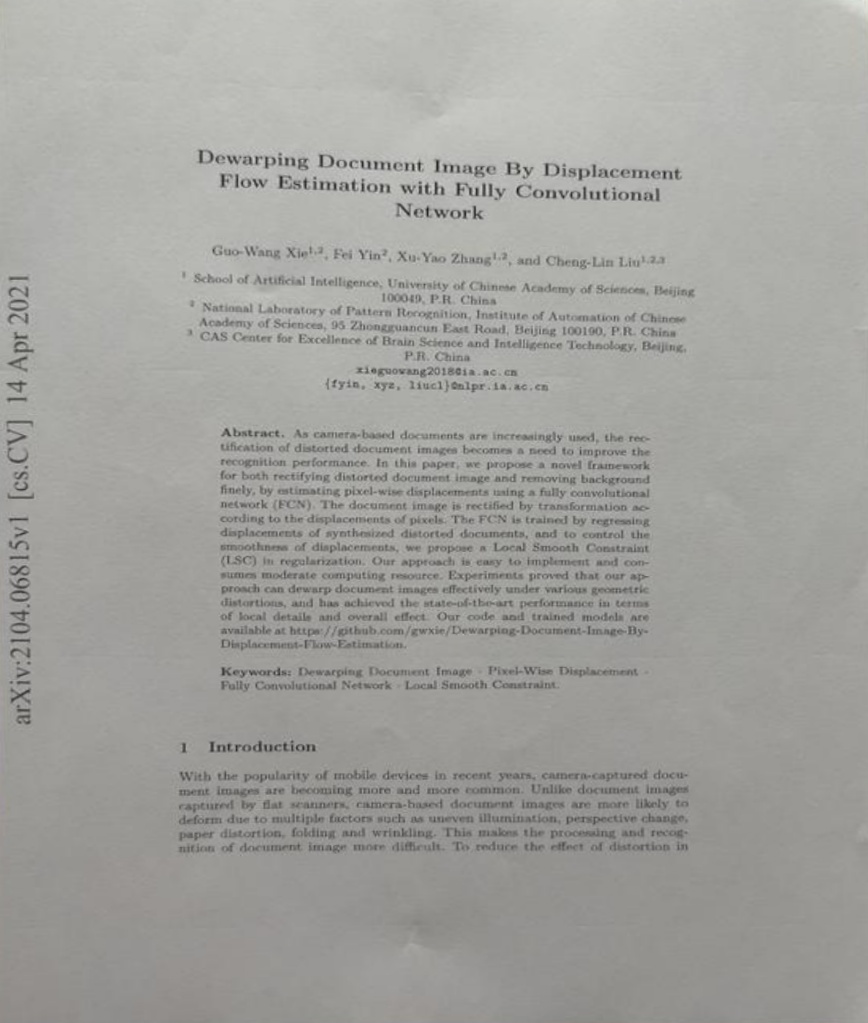 Dewarping Document Image By Displacement
Flow Estimation with Fully Convolutional
Network
Guo-Wang Xie1,2, Fei Yin2, Xu-Yao Zhang1,2, and Cheng-Lin Liu1,2,3
1 School of Artificial Intelligence, University of Chinese Academy of Sciences, Beijing
100049, P.R. China
2 National Laboratory of Pattern Recognition, Institute of Automation of Chinese
Academy of Sciences, 95 Zhongguancun East Road, Beijing 100190, P.R. China
3 CAS Center for Excellence of Brain Science and Intelligence Technology, Beijing,
P.R. China
xieguowang2018@ia.ac.cn
{fyin, xyz, liucl}@nlpr.ia.ac.cn
Abstract. As camera-based documents are increasingly used, the rec-
tification of distorted document images becomes a need to improve the
recognition performance. In this paper, we propose a novel framework
for both rectifying distorted document image and removing background
finely, by estimating pixel-wise displacements using a fully convolutional
network (FCN). The document image is rectified by transformation ac-
cording to the displacements of pixels. The FCN is trained by regressing
displacements of synthesized distorted documents, and to control the
smoothness of displacements, we propose a Local Smooth Constraint
(LSC) in regularization. Our approach is easy to implement and con-
sumes moderate computing resource. Experiments proved that our ap-
proach can dewarp document images effectively under various geometric
distortions, and has achieved the state-of-the-art performance in terms
of local details and overall effect. Our code and trained models are
available at https://github.com/gwxie/Dewarping-Document-Image-By-
Displacement-Flow-Estimation.
Keywords: Dewarping Document Image · Pixel-Wise Displacement ·
Fully Convolutional Network · Local Smooth Constraint.
1 Introduction
With the popularity of mobile devices in recent years, camera-captured docu-
ment images are becoming more and more common. Unlike document images
captured by flat scanners, camera-based document images are more likely to
deform due to multiple factors such as uneven illumination, perspective change,
paper distortion, folding and wrinkling. This makes the processing and recog-
nition of document image more difficult. To reduce the effect of distortion in
arXiv:2104.06815v1 [cs.CV] 14 Apr 2021